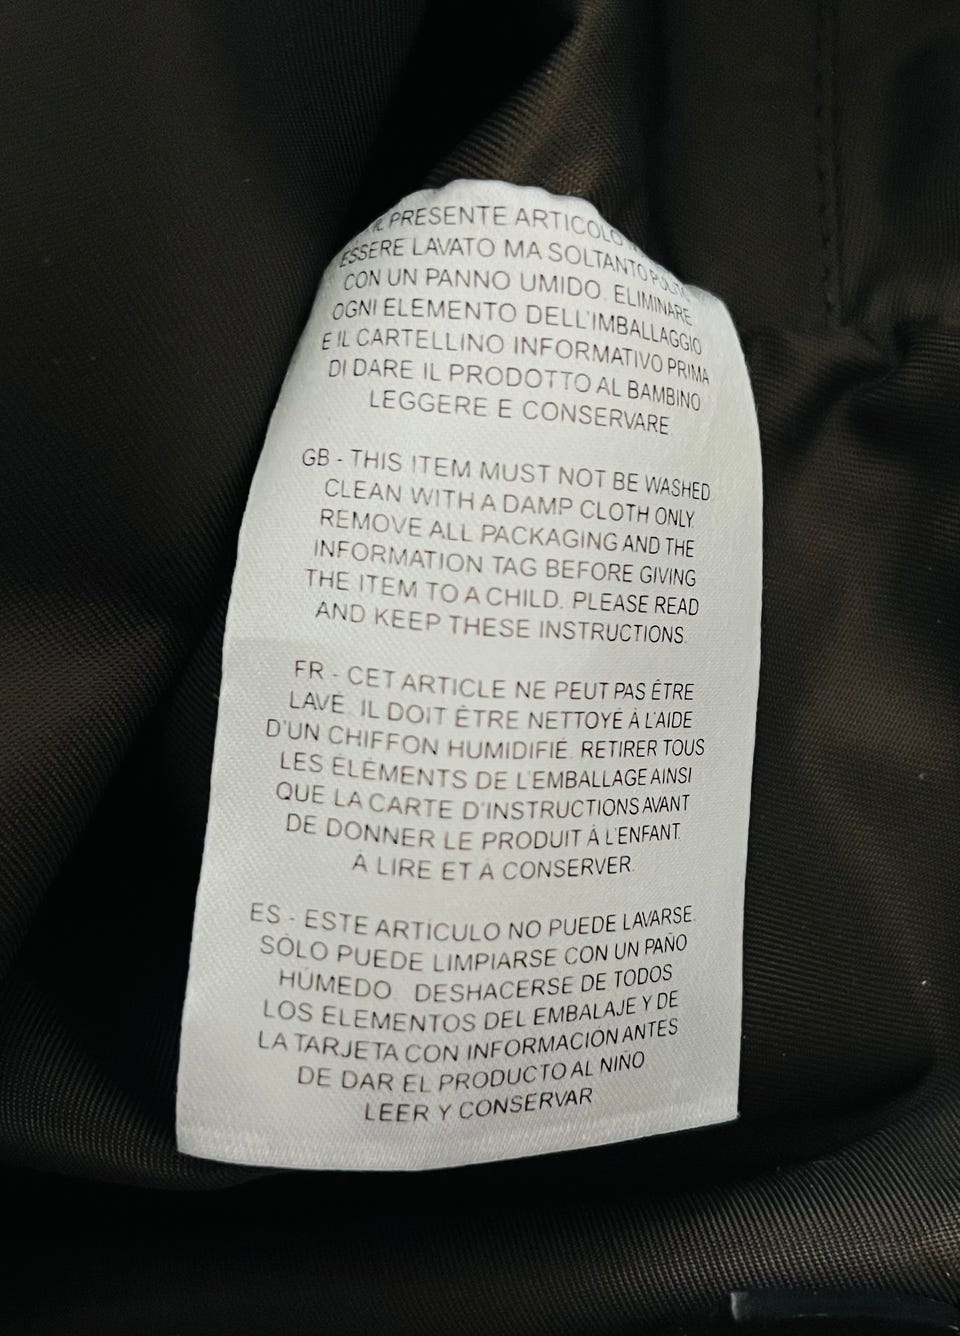 IL PRESENTE ARTICOLO
ESSERE LAVATO MA SOLTANTO PULITO
CON UN PANNO UMIDO. ELIMINARE
OGNI ELEMENTO DELL'IMBALLAGGIO
E IL CARTELLINO INFORMATIVO PRIMA
DI DARE IL PRODOTTO AL BAMBINO
LEGGERE E CONSERVARE
GB - THIS ITEM MUST NOT BE WASHED
CLEAN WITH A DAMP CLOTH ONLY.
REMOVE ALL PACKAGING AND THE
INFORMATION TAG BEFORE GIVING
THE ITEM TO A CHILD. PLEASE READ
AND KEEP THESE INSTRUCTIONS.
FR - CET ARTICLE NE PEUT PAS ÊTRE
LAVÉ. IL DOIT ÊTRE NETTOYÉ À L'AIDE
D'UN CHIFFON HUMIDIFIÉ. RETIRER TOUS
LES ÉLÉMENTS DE L'EMBALLAGE AINSI
QUE LA CARTE D'INSTRUCTIONS AVANT
DE DONNER LE PRODUIT À L'ENFANT.
À LIRE ET À CONSERVER.
ES - ESTE ARTÍCULO NO PUEDE LAVARSE.
SÓLO PUEDE LIMPIARSE CON UN PAÑO
HÚMEDO. DESHACERSE DE TODOS
LOS ELEMENTOS DEL EMBALAJE Y DE
LA TARJETA CON INFORMACIÓN ANTES
DE DAR EL PRODUCTO AL NIÑO
LEER Y CONSERVAR